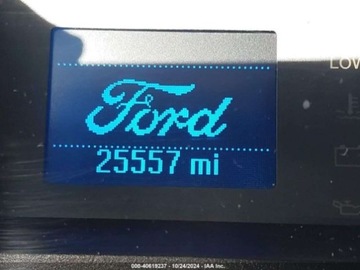 LOW
Ford
25557 mi
000-40619237 - 10/24/2024 - IAA Inc.